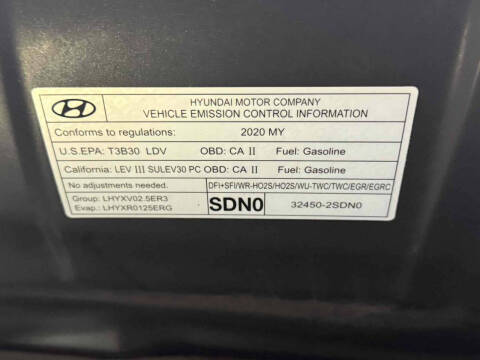 HYUNDAI MOTOR COMPANY
VEHICLE EMISSION CONTROL INFORMATION
Conforms to regulations: 2020 MY
U.S.EPA: T3B30 LDV OBD: CA II Fuel: Gasoline
California: LEV III SULEV30 PC OBD: CA II Fuel: Gasoline
No adjustments needed. DFI+SFI/WR-HO2S/HO2S/WU-TWC/TWC/EGR/EGRC
Group: LHYXV02.5ER3
Evap.: LHYXR0125ERG
SDN0 32450-2SDN0